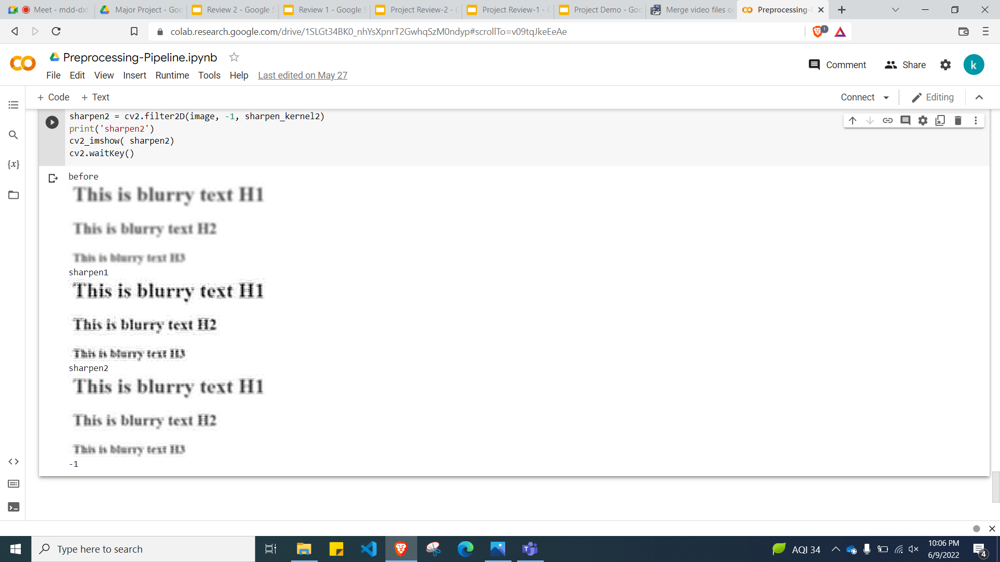 Meet - mdd-dxf
Major Project - Goo
Review 2 - Google S
Review 1 - Google S
Project Review-2 - G
Project Review-1 - G
Project Demo - Goo
Merge video files or
Preprocessing-
colab.research.google.com/drive/1SLGt34BK0_nhYsXpnrT2GwhqSzM0ndyp#scrollTo=v09tqJkeEeAe
1
Preprocessing-Pipeline.ipynb
Comment
Share
k
File Edit View Insert Runtime Tools Help Last edited on May 27
+ Code + Text
Connect
Editing
sharpen2 = cv2.filter2D(image, -1, sharpen_kernel2)
print('sharpen2')
cv2_imshow( sharpen2)
cv2.waitKey()
{x}
before
This is blurry text H1
This is blurry text H2
This is blurry text H3
sharpen1
This is blurry text H1
This is blurry text H2
This is blurry text H3
sharpen2
This is blurry text H1
This is blurry text H2
This is blurry text H3
-1
Type here to search
AQI 34
10:06 PM
6/9/2022
4